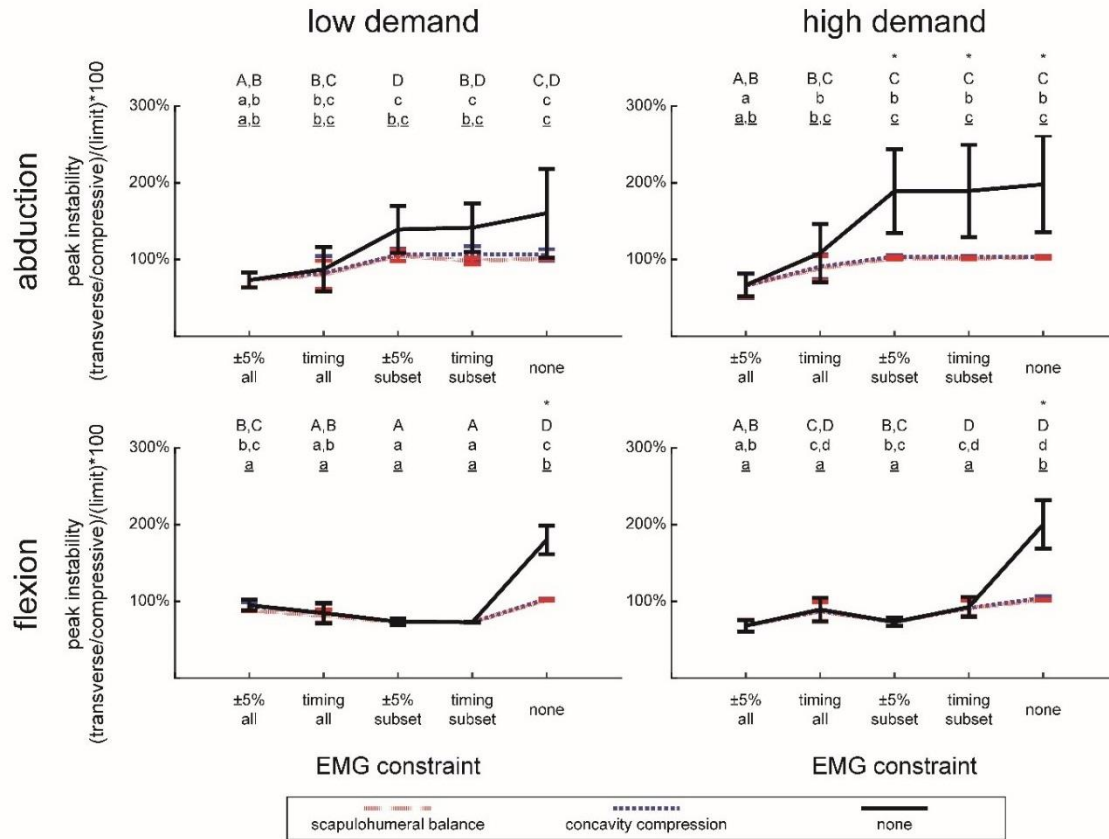 low demand
high demand
abduction
peak instability
(transverse/compressive)/(limit)*100
A,B B,C D B,D C,D
a,b b,c c c c
a,b b,c b,c b,c c
300%
200%
100%
±5% all
timing all
±5% subset
timing subset
none
* * *
A,B B,C C C C
a b b b b
a,b b,c c c c
300%
200%
100%
±5% all
timing all
±5% subset
timing subset
none
flexion
peak instability
(transverse/compressive)/(limit)*100
*
B,C A,B A A D
b,c a,b a a c
a a a a b
300%
200%
100%
±5% all
timing all
±5% subset
timing subset
none
*
A,B C,D B,C D D
a,b c,d b,c c,d d
a a a a b
300%
200%
100%
±5% all
timing all
±5% subset
timing subset
none
EMG constraint
EMG constraint
scapulohumeral balance
concavity compression
none